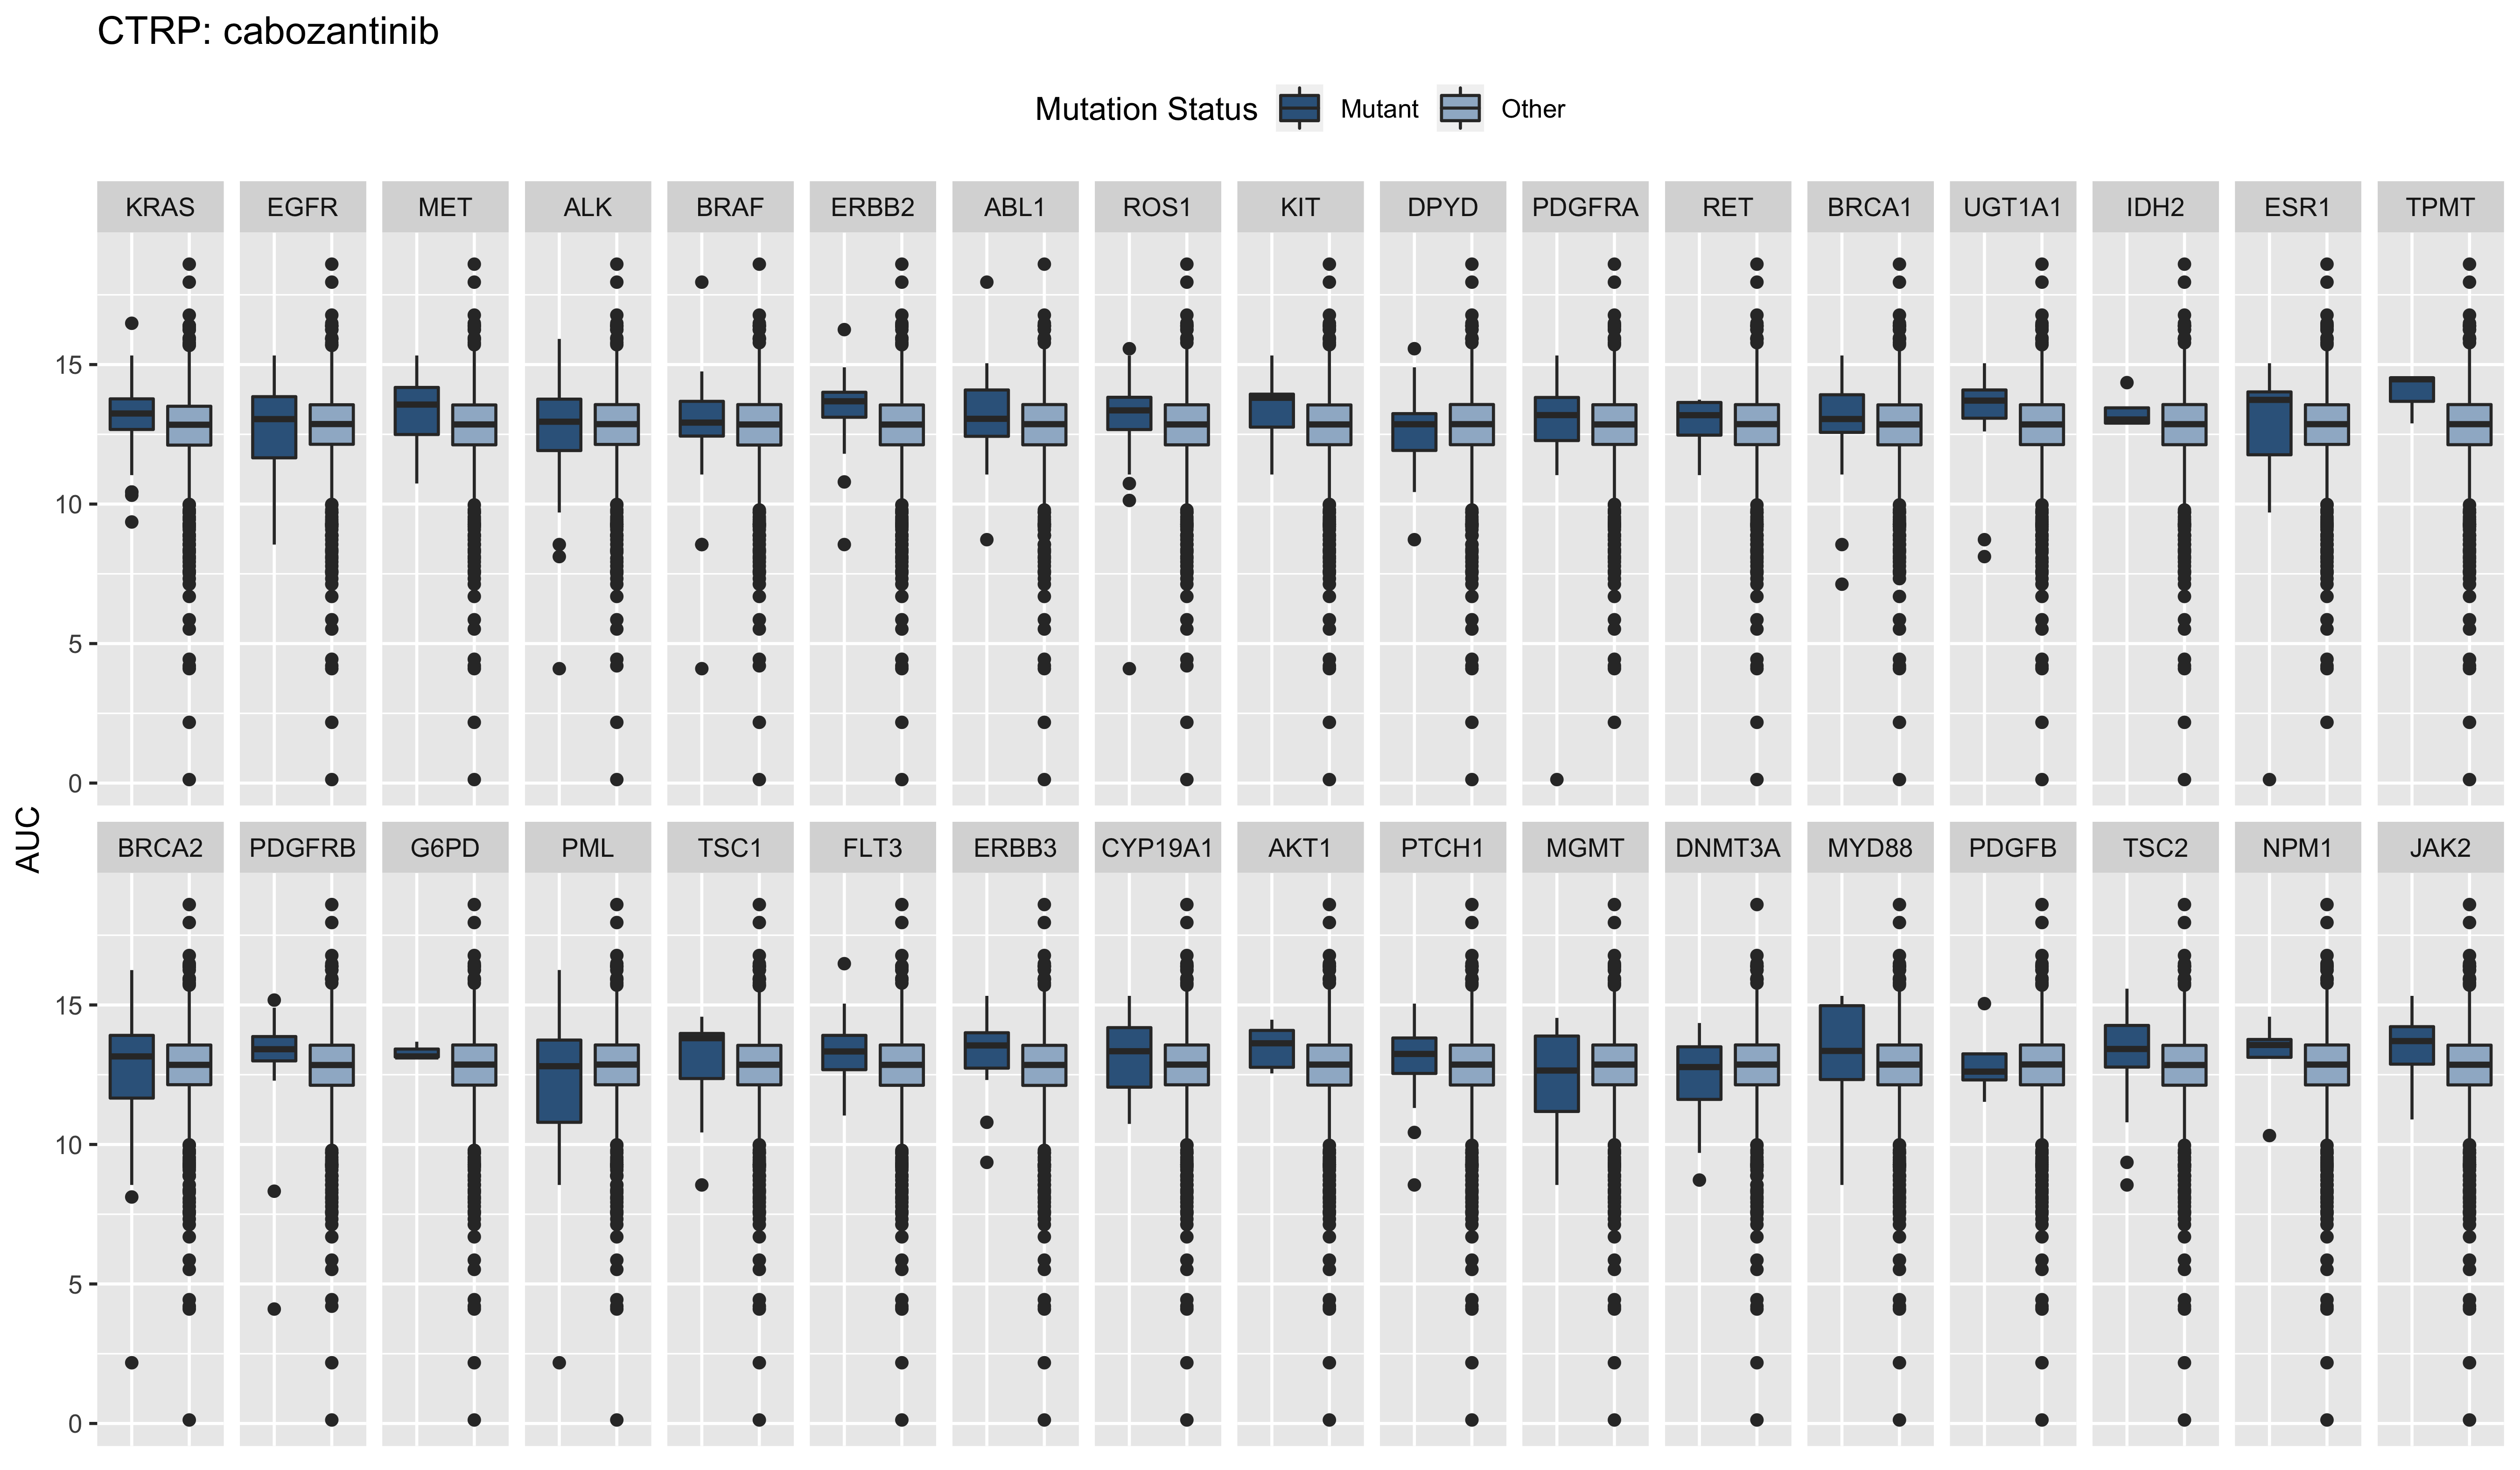 CTRP: cabozantinib
Mutation Status Mutant Other
KRAS EGFR MET ALK BRAF ERBB2 ABL1 ROS1 KIT DPYD PDGFRA RET BRCA1 UGT1A1 IDH2 ESR1 TPMT
15
10
5
0
AUC
BRCA2 PDGFRB G6PD PML TSC1 FLT3 ERBB3 CYP19A1 AKT1 PTCH1 MGMT DNMT3A MYD88 PDGFB TSC2 NPM1 JAK2
15
10
5
0